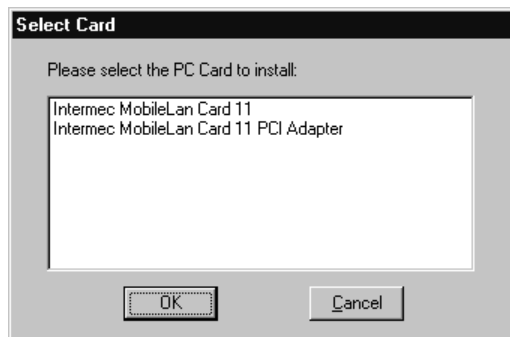 Select Card
Please select the PC Card to install:
Intermec MobileLan Card 11
Intermec MobileLan Card 11 PCI Adapter
OK
Cancel